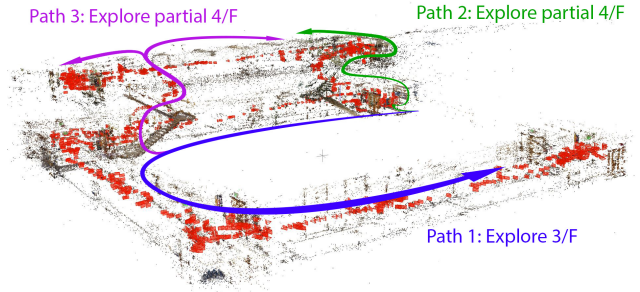 Path 3: Explore partial 4/F
Path 2: Explore partial 4/F
Path 1: Explore 3/F